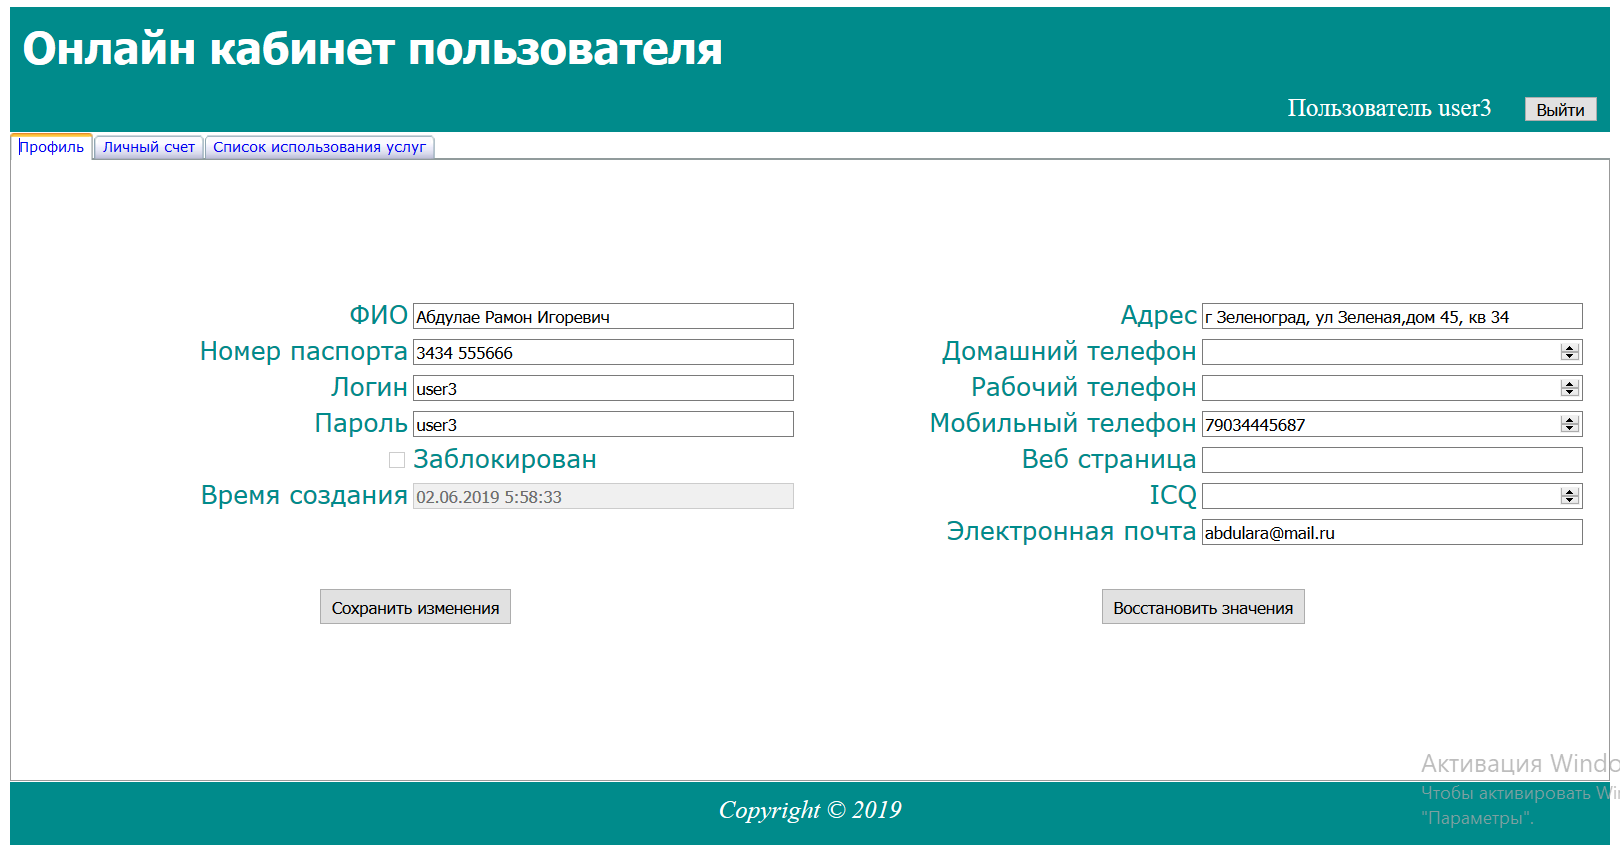 Онлайн кабинет пользователя
Пользователь user3 Выйти
Профиль Личный счет Список использования услуг
ФИО Абдулае Рамон Игоревич
Номер паспорта 3434 555666
Логин user3
Пароль user3
Заблокирован
Время создания 02.06.2019 5:58:33
Адрес г Зеленоград, ул Зеленая,дом 45, кв 34
Домашний телефон
Рабочий телефон
Мобильный телефон 79034445687
Веб страница
ICQ
Электронная почта abdulara@mail.ru
Сохранить изменения Восстановить значения
Активация Windo
Чтобы активировать Wi
"Параметры".
Copyright © 2019